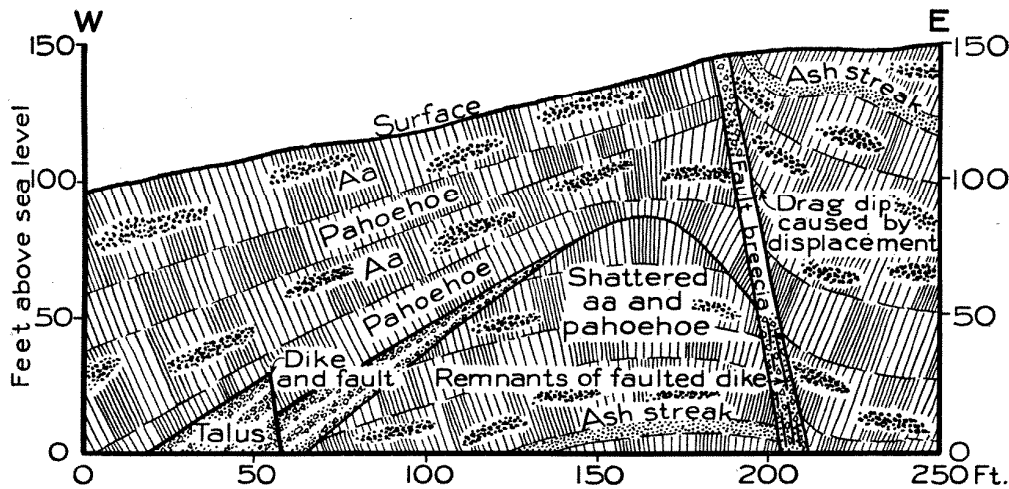 W
E
150
150
Ash streak
Surface
Aa
100
100
Pahoehoe
Drag dip
caused by
displacement
Fault breccia
Aa
Pahoehoe
Shattered
aa and
pahoehoe
50
50
Dike
and fault
Remnants of faulted dike
Ash streak
Talus
0
0
Feet above sea level
0
50
100
150
200
250 Ft.